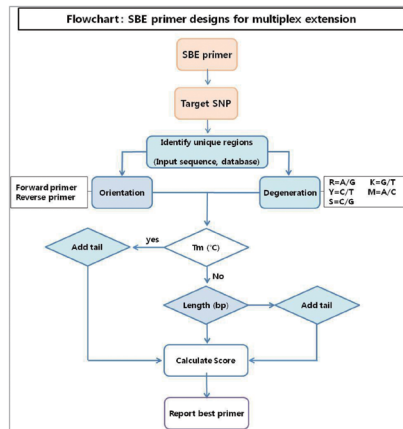 Flowchart: SBE primer designs for multiplex extension
SBE primer
Target SNP
Identify unique regions
(Input sequence, database)
Forward primer
Reverse primer
Orientation
Degeneration
R=A/G K=G/T
Y=C/T M=A/C
S=C/G
Add tail
yes
Tm (°C)
No
Length (bp)
Add tail
Calculate Score
Report best primer